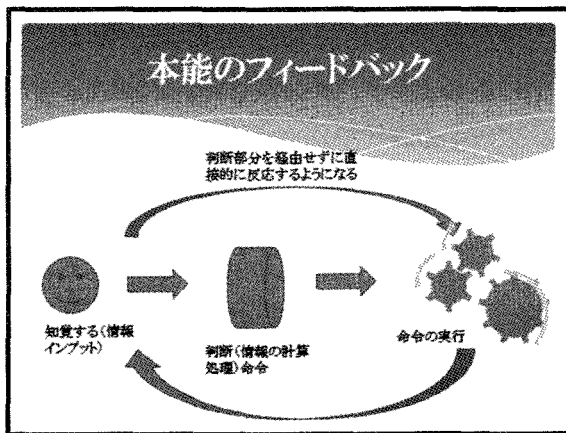 本能のフィードバック
判断部分を経由せずに直
接的に反応するようになる
知覚する（情報
インプット）
判断（情報の計算
処理）命令
命令の実行